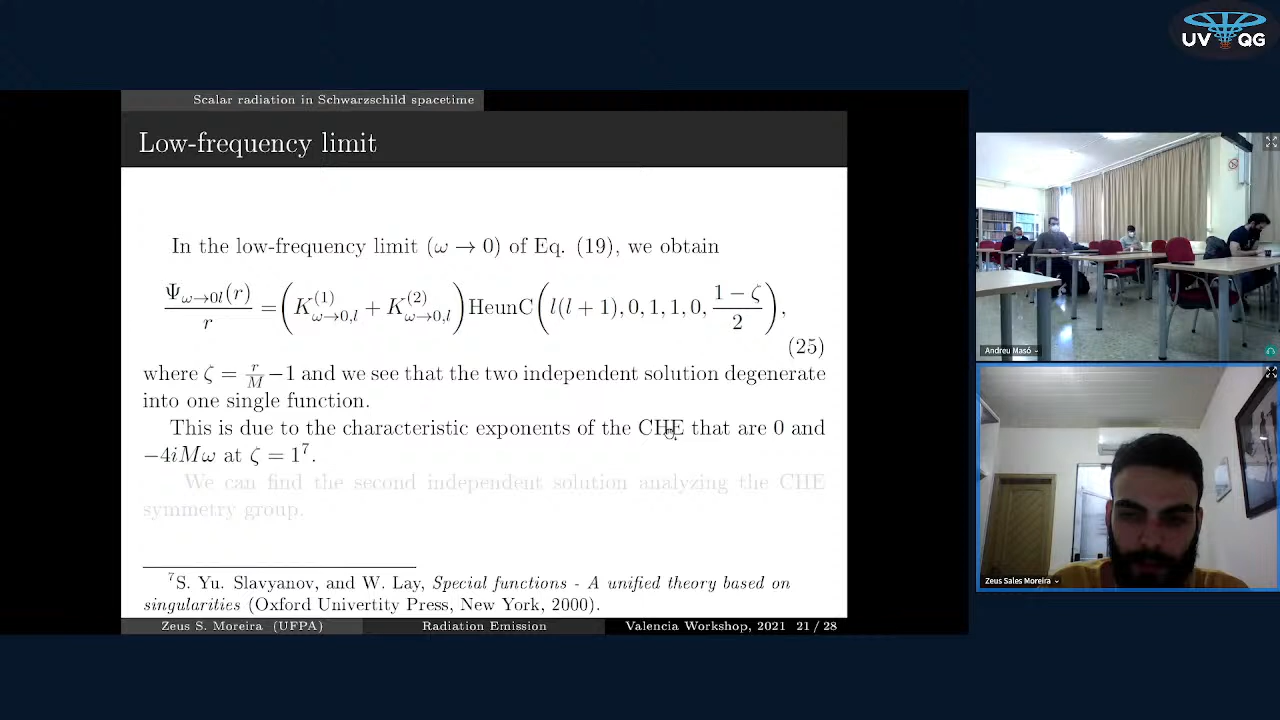 UV QG
Scalar radiation in Schwarzschild spacetime
Low-frequency limit
In the low-frequency limit (ω → 0) of Eq. (19), we obtain
Ψ_{ω→0l}(r)/r = (K^{(1)}_{ω→0,l} + K^{(2)}_{ω→0,l}) HeunC (l(l + 1), 0, 1, 1, 0, (1 − ζ)/2),
(25)
where ζ = r/M −1 and we see that the two independent solution degenerate
into one single function.
This is due to the characteristic exponents of the CHE that are 0 and
−4iMω at ζ = 1⁷.
We can find the second independent solution analyzing the CHE
symmetry group.
⁷S. Yu. Slavyanov, and W. Lay, Special functions - A unified theory based on
singularities (Oxford Univertity Press, New York, 2000).
Zeus S. Moreira (UFPA) Radiation Emission Valencia Workshop, 2021 21 / 28
Andreu Masó
Zeus Sales Moreira